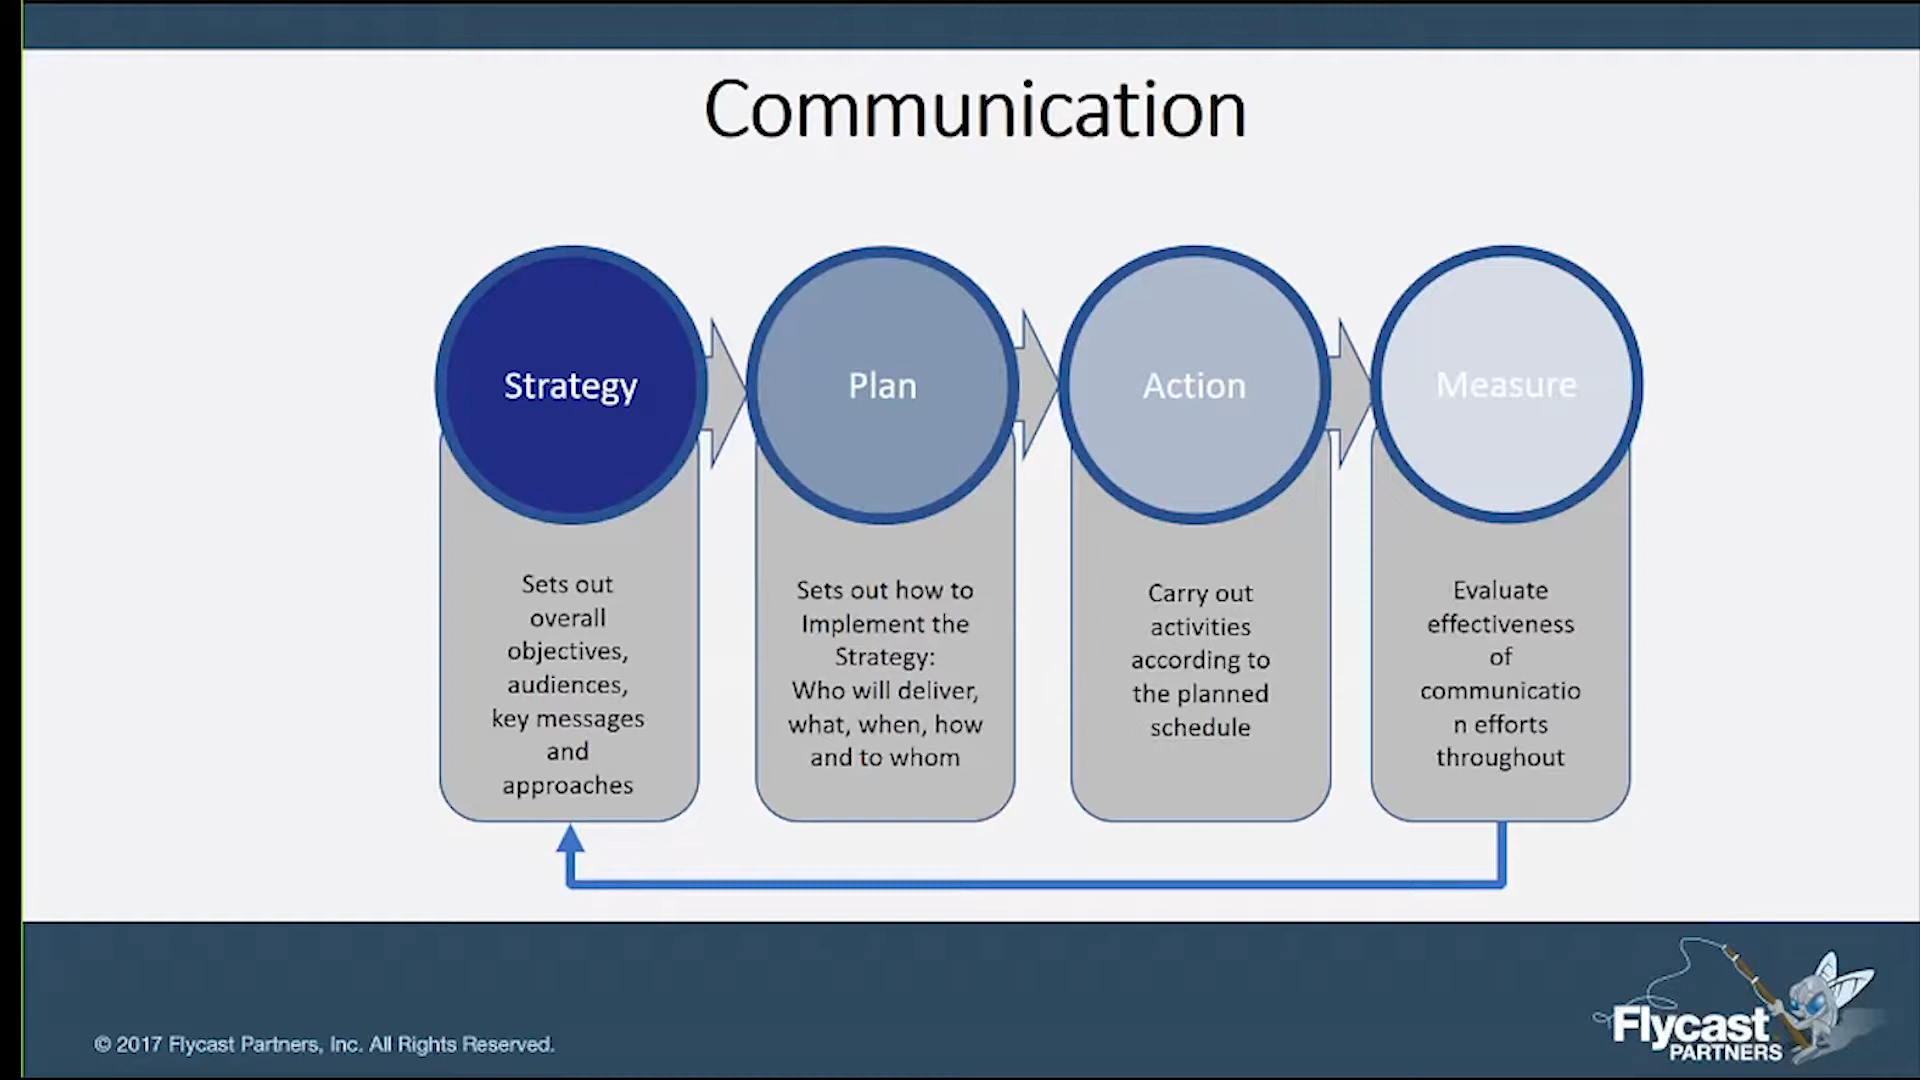 Communication
Strategy
Plan
Action
Measure
Sets out
overall
objectives,
audiences,
key messages
and
approaches
Sets out how to
Implement the
Strategy:
Who will deliver,
what, when, how
and to whom
Carry out
activities
according to
the planned
schedule
Evaluate
effectiveness
of
communicatio
n efforts
throughout
© 2017 Flycast Partners, Inc. All Rights Reserved.
Flycast
PARTNERS